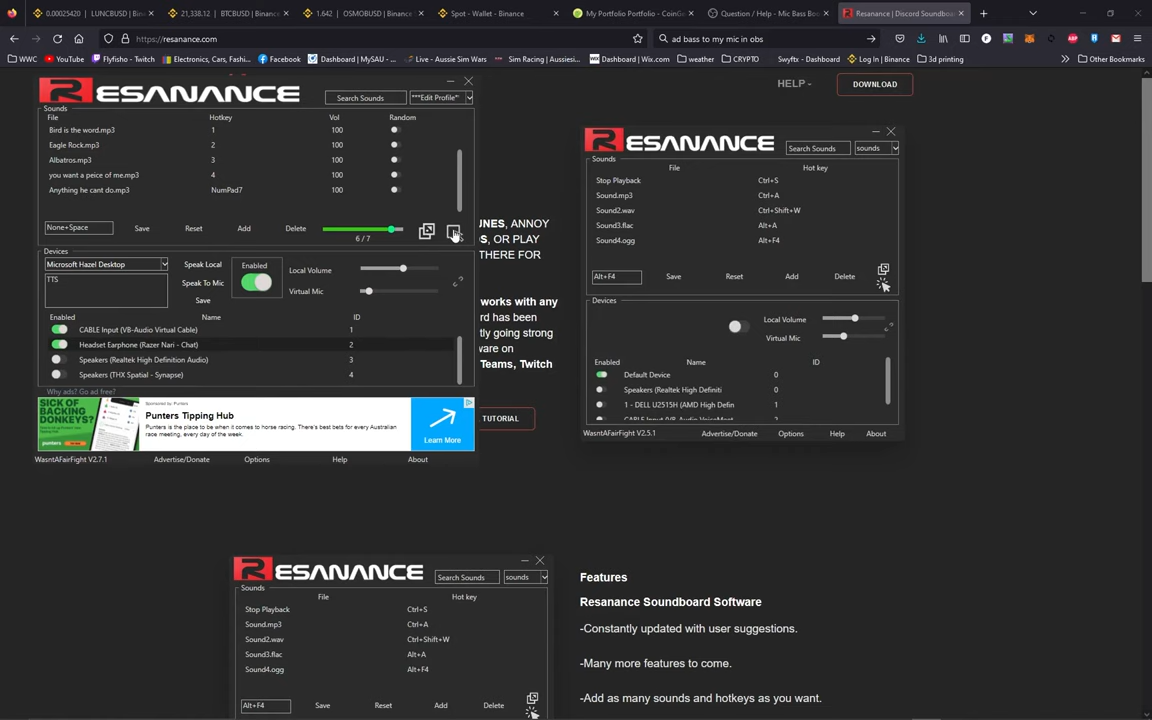 0.00025420 | LUNCBUSD | Bin
21,338.12 | BTCBUSD | Binanc
1.642 | OSMOBUSD | Binance
Spot - Wallet - Binance
My Portfolio Portfolio - CoinGe
Question / Help - Mic Bass Boo
Resanance | Discord Soundboa
https://resanance.com
ad bass to my mic in obs
WWC
YouTube
Flyfisho - Twitch
Electronics, Cars, Fashi...
Facebook
Dashboard | MySAU - ...
Live - Aussie Sim Wars
Sim Racing | Aussiesi...
Dashboard | Wix.com
weather
CRYPTO
Swyftx - Dashboard
Log In | Binance
3d printing
Other Bookmarks
HELP -
DOWNLOAD
RESANANCE
Search Sounds
***Edit Profile**
Sounds
File
Hotkey
Vol
Random
Bird is the word.mp3
1
100
Eagle Rock.mp3
2
100
Albatros.mp3
3
100
you want a peice of me.mp3
4
100
Anything he cant do.mp3
NumPad7
100
None+Space
Save
Reset
Add
Delete
6 / 7
Devices
Microsoft Hazel Desktop
Speak Local
Enabled
Local Volume
TTS
Speak To Mic
Virtual Mic
Save
Enabled
Name
ID
CABLE Input (VB-Audio Virtual Cable)
1
Headset Earphone (Razer Nari - Chat)
2
Speakers (Realtek High Definition Audio)
3
Speakers (THX Spatial - Synapse)
4
Why ads? Go ad free?
SICK OF
BACKING
DONKEYS?
punters
Sponsored by: Punters
Punters Tipping Hub
Punters is the place to be when it comes to horse racing. There's best bets for every Australian
race meeting, every day of the week.
Learn More
WasntAFairFight V2.7.1
Advertise/Donate
Options
Help
About
UNES, ANNOY
S, OR PLAY
THERE FOR
works with any
rd has been
tly going strong
ware on
Teams, Twitch
TUTORIAL
RESANANCE
Search Sounds
sounds
Sounds
File
Hot key
Stop Playback
Ctrl+S
Sound.mp3
Ctrl+A
Sound2.wav
Ctrl+Shift+W
Sound3.flac
Alt+A
Sound4.ogg
Alt+F4
Alt+F4
Save
Reset
Add
Delete
Devices
Local Volume
Virtual Mic
Enabled
Name
ID
Default Device
0
Speakers (Realtek High Definiti
0
1 - DELL U2515H (AMD High Defin
1
WasntAFairFight V2.5.1
Advertise/Donate
Options
Help
About
RESANANCE
Search Sounds
sounds
Sounds
File
Hot key
Stop Playback
Ctrl+S
Sound.mp3
Ctrl+A
Sound2.wav
Ctrl+Shift+W
Sound3.flac
Alt+A
Sound4.ogg
Alt+F4
Alt+F4
Save
Reset
Add
Delete
Features
Resanance Soundboard Software
-Constantly updated with user suggestions.
-Many more features to come.
-Add as many sounds and hotkeys as you want.